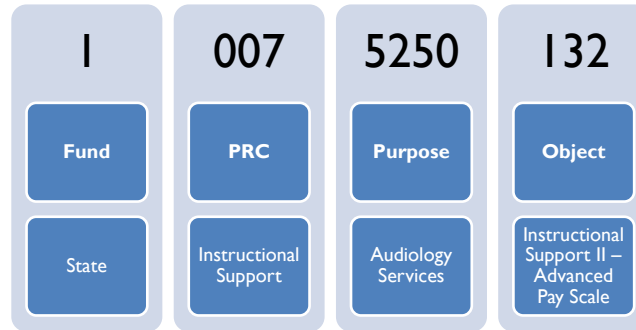 1 007 5250 132
Fund PRC Purpose Object
State
Instructional
Support
Audiology
Services
Instructional
Support II –
Advanced
Pay Scale